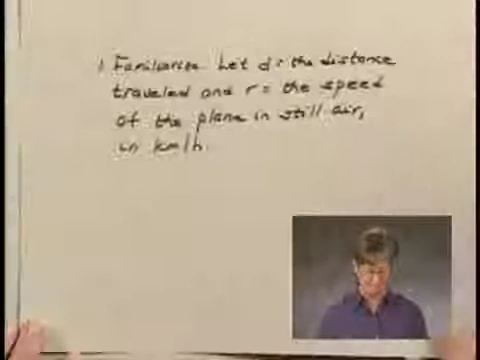 1. Familiarize. Let d = the distance
traveled and r = the speed
of the plane in still air,
in km/h.